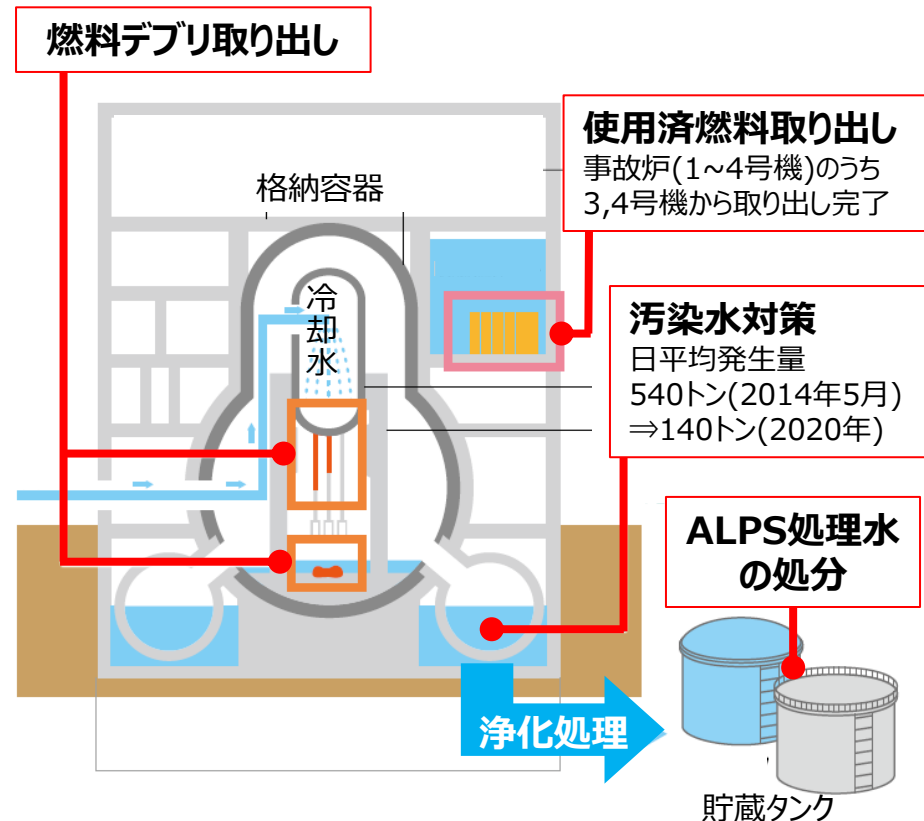 燃料デブリ取り出し
使用済燃料取り出し
事故炉(1~4号機)のうち
3,4号機から取り出し完了
格納容器
冷却水
汚染水対策
日平均発生量
540トン(2014年5月)
⇒140トン(2020年)
ALPS処理水
の処分
浄化処理
貯蔵タンク